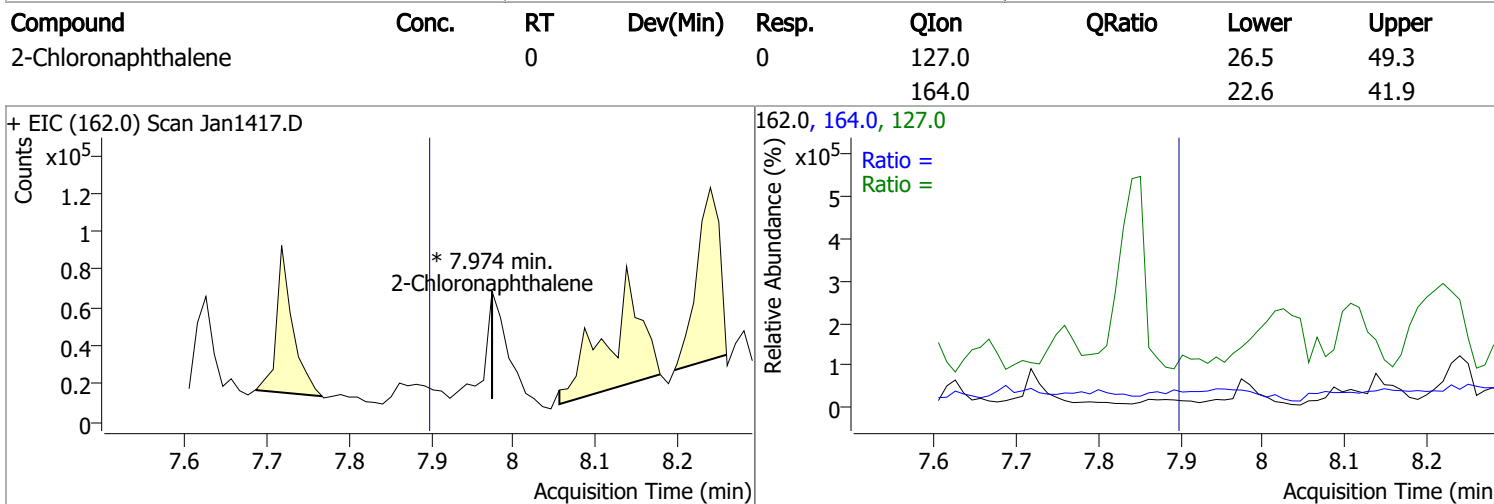 Compound Conc. RT Dev(Min) Resp. QIon QRatio Lower Upper
2-Chloronaphthalene 0 0 127.0 26.5 49.3
164.0 22.6 41.9
+ EIC (162.0) Scan Jan1417.D
Counts
x10⁵
1.2
1
0.8
0.6
0.4
0.2
0
* 7.974 min.
2-Chloronaphthalene
7.6 7.7 7.8 7.9 8 8.1 8.2
Acquisition Time (min)
162.0, 164.0, 127.0
Relative Abundance (%)
x10⁵
Ratio =
Ratio =
5
4
3
2
1
0
7.6 7.7 7.8 7.9 8 8.1 8.2
Acquisition Time (min